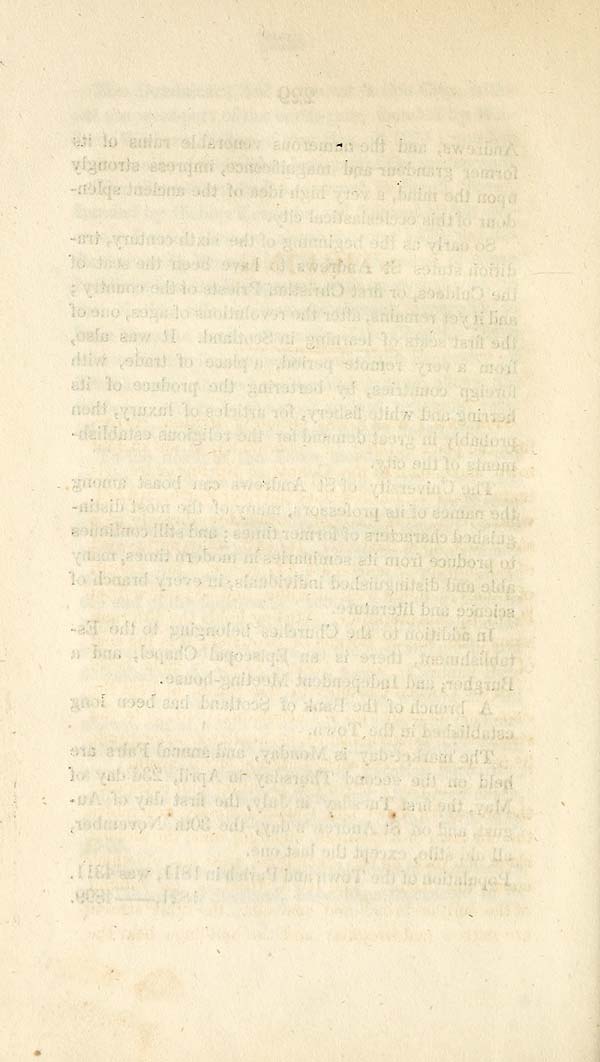 229
Andrews, and the numerous venerable ruins of its
former grandeur and magnificence, impress strongly
upon the mind, a very high idea of the ancient splen-
dour of this ecclesiastical city.
So early as the beginning of the sixth century, tra-
dition states St Andrews to have been the seat of
the Culdees, or first Christian Priests of the country;
and it yet remains, after the revolutions of ages, one of
the first seats of learning in Scotland. It was also,
from a very remote period, a place of trade, with
foreign countries, by bartering the produce of its
herring and white fishery, for articles of luxury, then
probably in great demand for the religious establish-
ments of the city.
The University of St Andrews can boast among
the names of its professors, many of the most distin-
guished characters of former times; and still continues
to produce from its seminaries in modern times, many
able and distinguished individuals, in every branch of
science and literature.
In addition to the Churches belonging to the Es-
tablishment, there is an Episcopal Chapel, and a
Burgher, and Independent Meeting-house.
A branch of the Bank of Scotland has been long
established in the Town.
The market-day is Monday, and annual Fairs are
held on the second Thursday in April, 23d day of
May, the first Tuesday in July, the first day of Au-
gust, and on St Andrew's day, the 30th November,
all old stile, except the last one.
Population of the Town and Parish in 1811, was 4311.
1821,——4899.